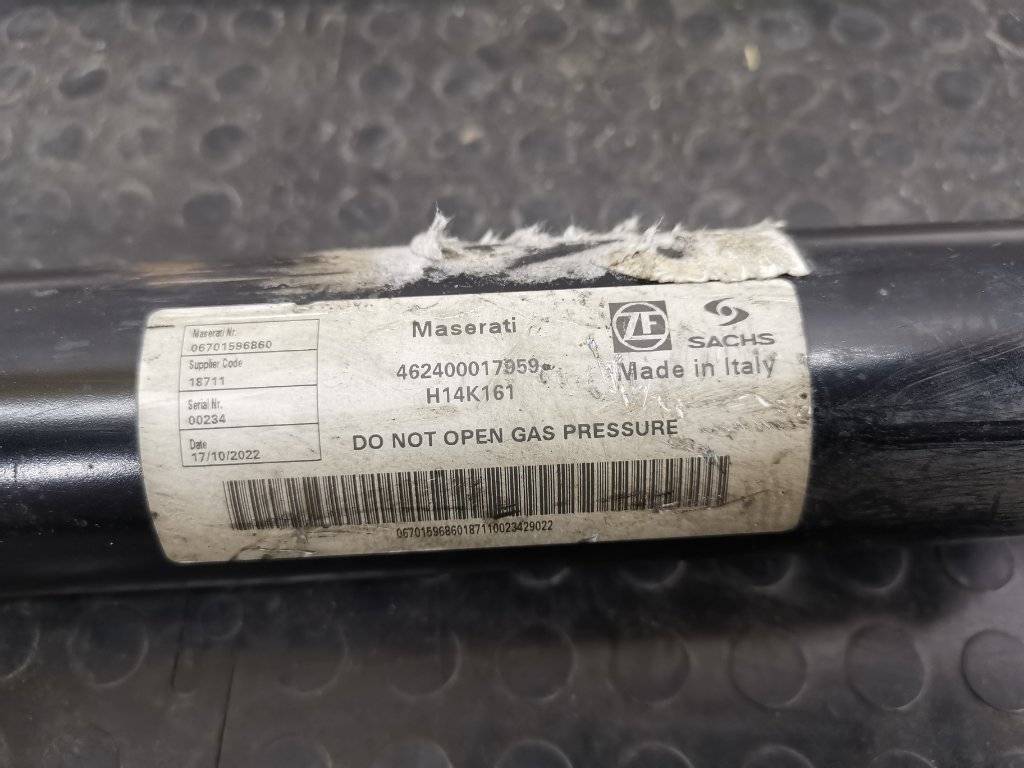 Maserati Nr.
06701596860
Supplier Code
18711
Serial Nr.
00234
Date
17/10/2022
Maserati
462400017959
H14K161
ZF
SACHS
Made in Italy
DO NOT OPEN GAS PRESSURE
06701596860187110023429022